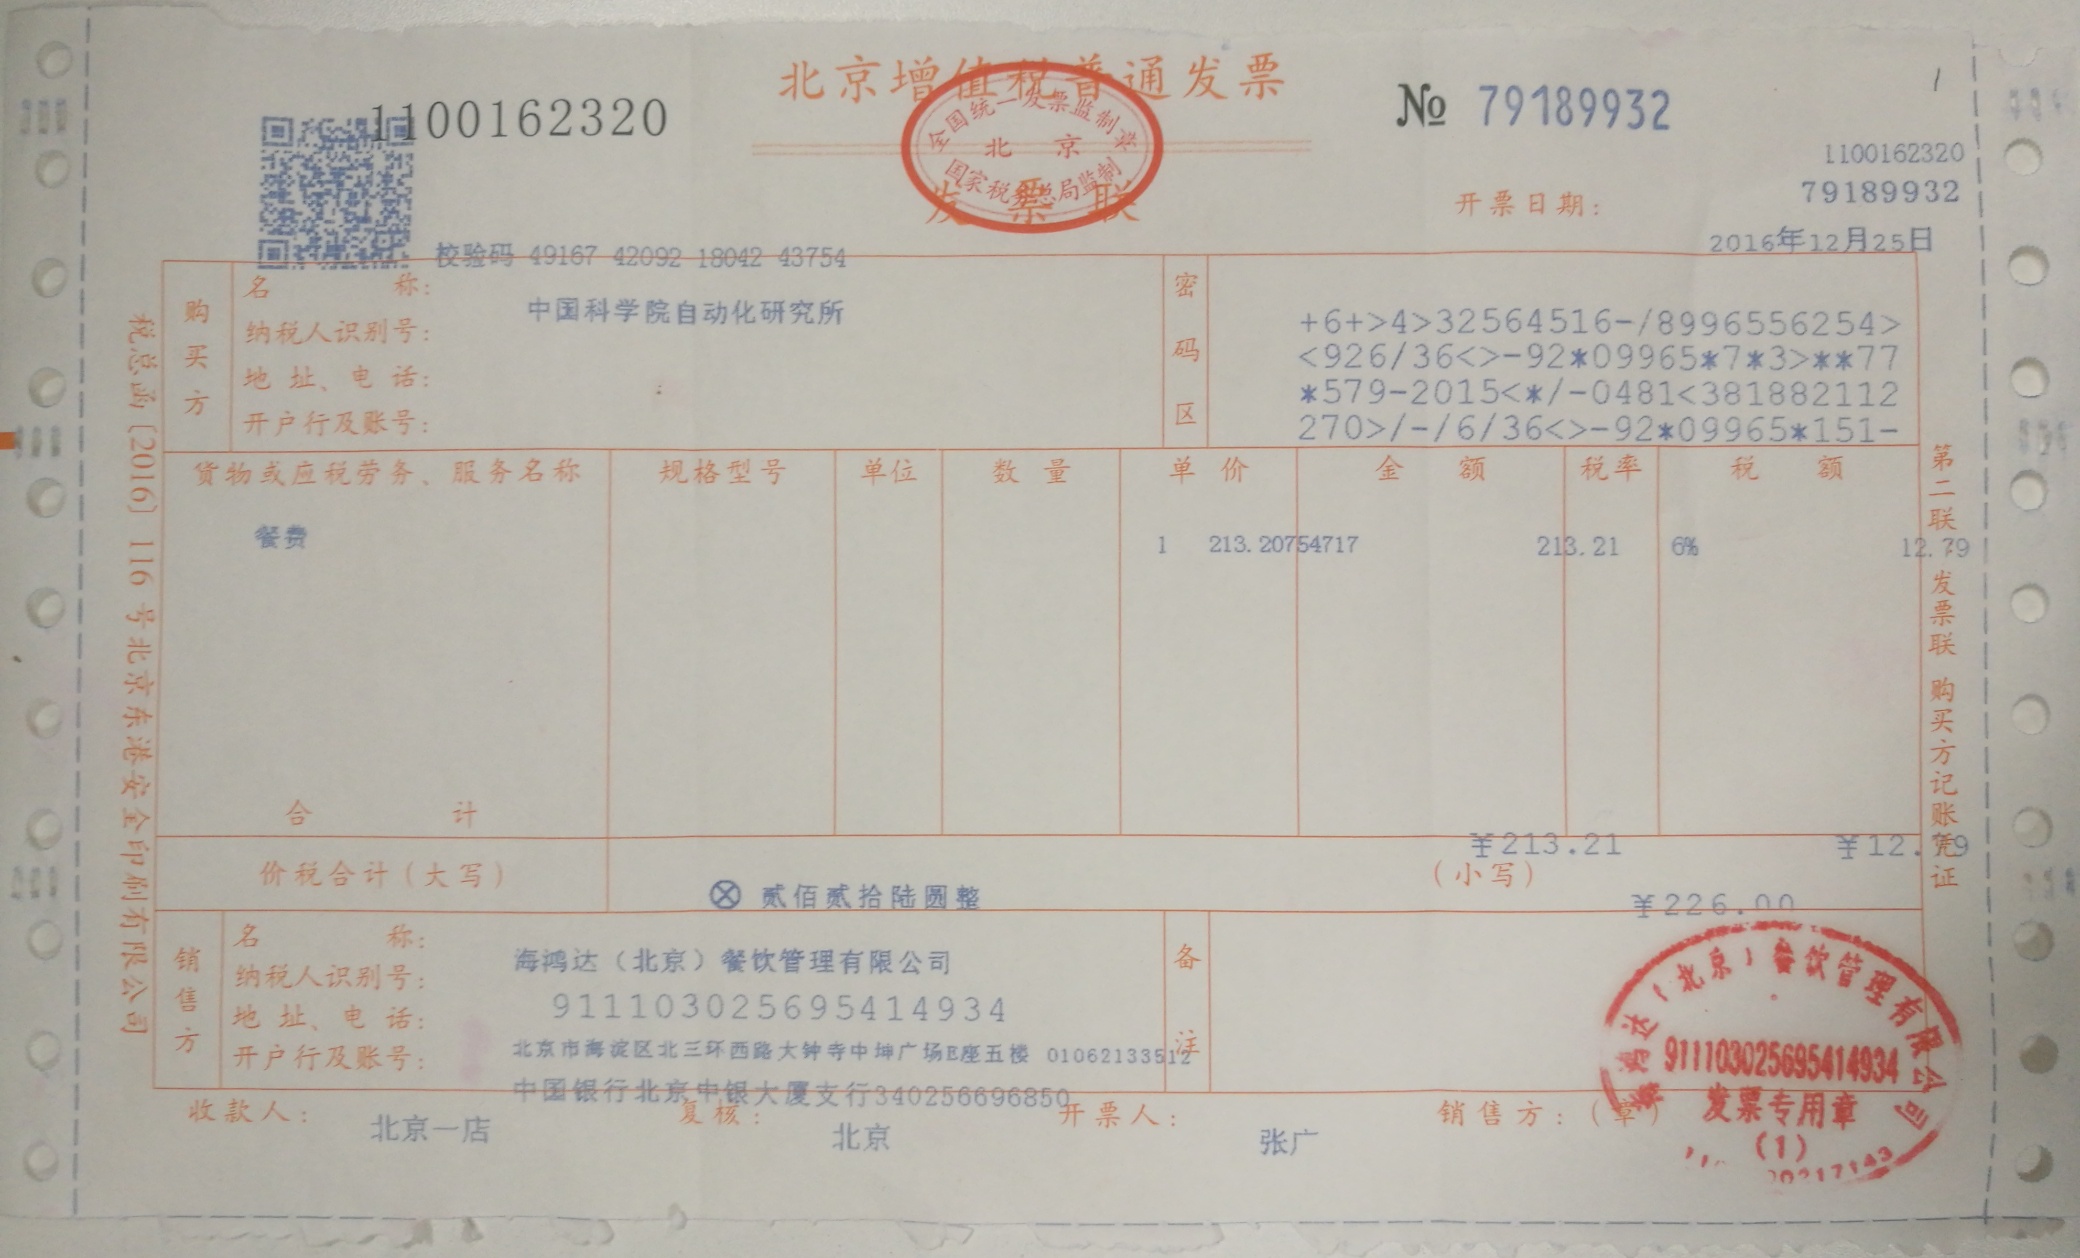 北京增值税普通发票
1100162320
№ 79189932
全国统一发票监制章
北 京
国家税务总局监制
发票联
1100162320
79189932
开票日期:
2016年12月25日
校验码 49167 42092 18042 43754
购买方
名 称:
中国科学院自动化研究所
纳税人识别号:
地 址、电 话:
开户行及账号:
密码区
+6+>4>32564516-/8996556254>
<926/36<>-92*09965*7*3>**77
*579-2015<*/-0481<381882112
270>/-/6/36<>-92*09965*151-
货物或应税劳务、服务名称 规格型号 单位 数 量 单 价 金 额 税率 税 额
餐费 1 213.20754717 213.21 6% 12.79
合 计
¥213.21 ¥12.79
价税合计(大写) ⊗ 贰佰贰拾陆圆整 (小写) ¥226.00
销售方
名 称:
海鸿达(北京)餐饮管理有限公司
纳税人识别号:
911103025695414934
地 址、电 话:
北京市海淀区北三环西路大钟寺中坤广场E座五楼 01062133512
开户行及账号:
中国银行北京中银大厦支行340256696850
备注
收款人: 北京一店 复核: 北京 开票人: 张广 销售方:(章)
海鸿达(北京)餐饮管理有限公司
911103025695414934
发票专用章
(1)
税总函〔2016〕116号北京东港安全印刷有限公司
第二联 发票联 购买方记账凭证